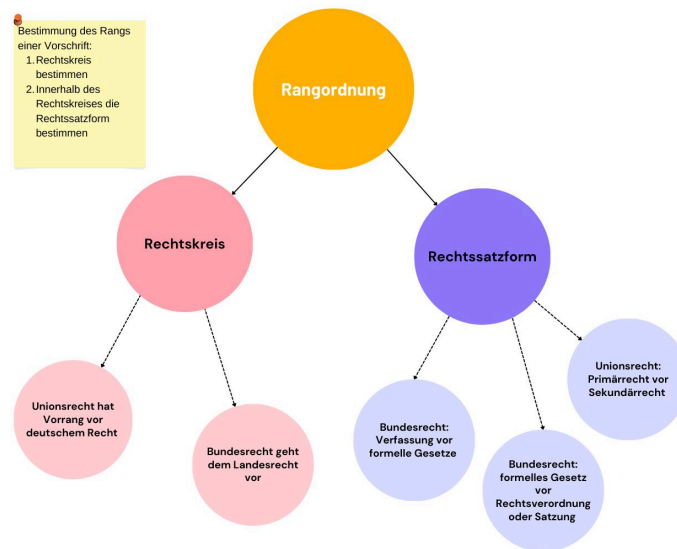 Bestimmung des Rangs
einer Vorschrift:
1. Rechtskreis
bestimmen
2. Innerhalb des
Rechtskreises die
Rechtssatzform
bestimmen
Rangordnung
Rechtskreis
Rechtssatzform
Unionsrecht hat
Vorrang vor
deutschem Recht
Bundesrecht geht
dem Landesrecht
vor
Bundesrecht:
Verfassung vor
formelle Gesetze
Bundesrecht:
formelles Gesetz
vor
Rechtsverordnung
oder Satzung
Unionsrecht:
Primärrecht vor
Sekundärrecht